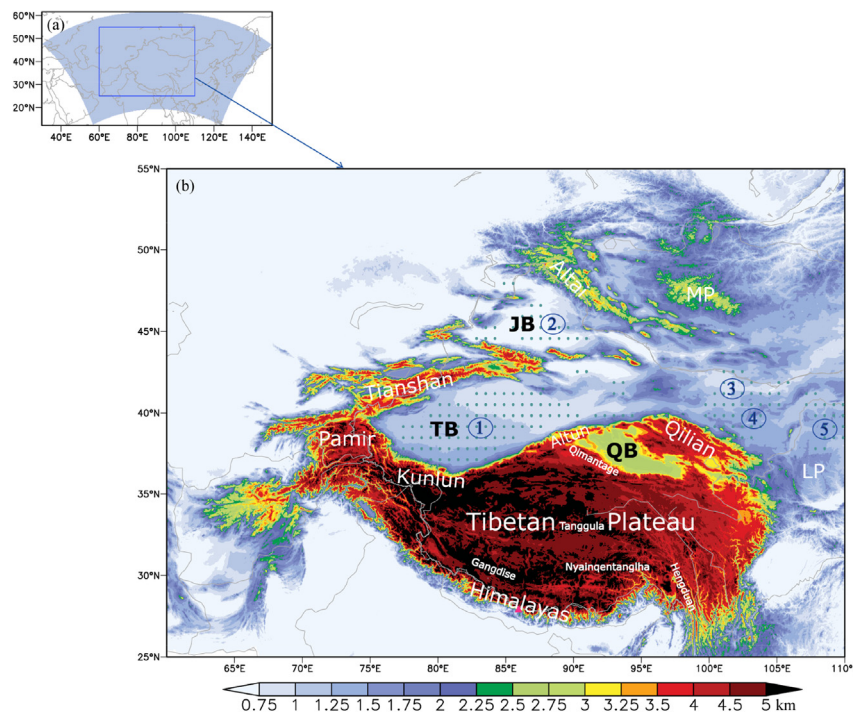 60°N
50°N
40°N
30°N
20°N
(a)
40°E 60°E 80°E 100°E 120°E 140°E
55°N
50°N
45°N
40°N
35°N
30°N
25°N
(b)
Altai
MP
JB 2
Tianshan
3
TB 1
4
5
Pamir
Altun
Qilian
Qimantage
QB
Kunlun
LP
Tibetan Tanggula Plateau
Gangdise
Nyainqentanglha
Hengduan
Himalayas
65°E 70°E 75°E 80°E 85°E 90°E 95°E 100°E 105°E 110°E
0.75 1 1.25 1.5 1.75 2 2.25 2.5 2.75 3 3.25 3.5 4 4.5 5 km